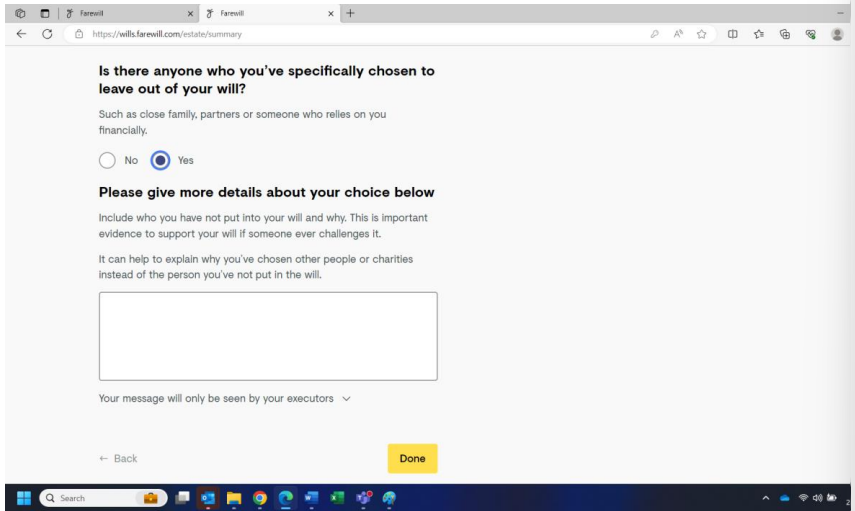 Farewill
Farewill
https://wills.farewill.com/estate/summary
Is there anyone who you've specifically chosen to
leave out of your will?
Such as close family, partners or someone who relies on you
financially.
No Yes
Please give more details about your choice below
Include who you have not put into your will and why. This is important
evidence to support your will if someone ever challenges it.
It can help to explain why you've chosen other people or charities
instead of the person you've not put in the will.
Your message will only be seen by your executors
← Back Done
Search
2